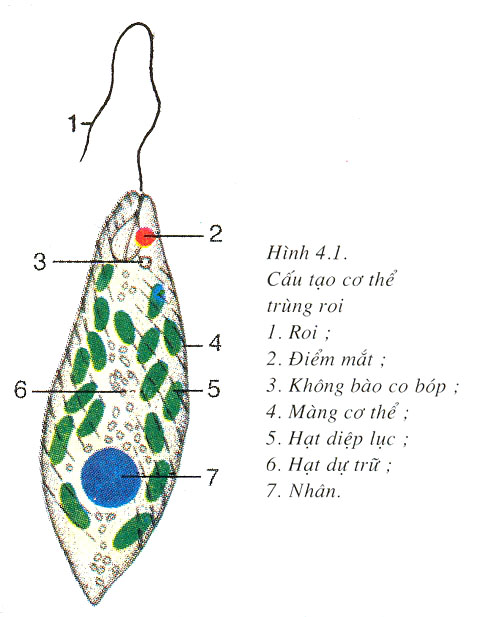 1
2
3
4
6
5
7
Hình 4.1.
Cấu tạo cơ thể
trùng roi
1. Roi ;
2. Điểm mắt ;
3. Không bào co bóp ;
4. Màng cơ thể ;
5. Hạt diệp lục ;
6. Hạt dự trữ ;
7. Nhân.